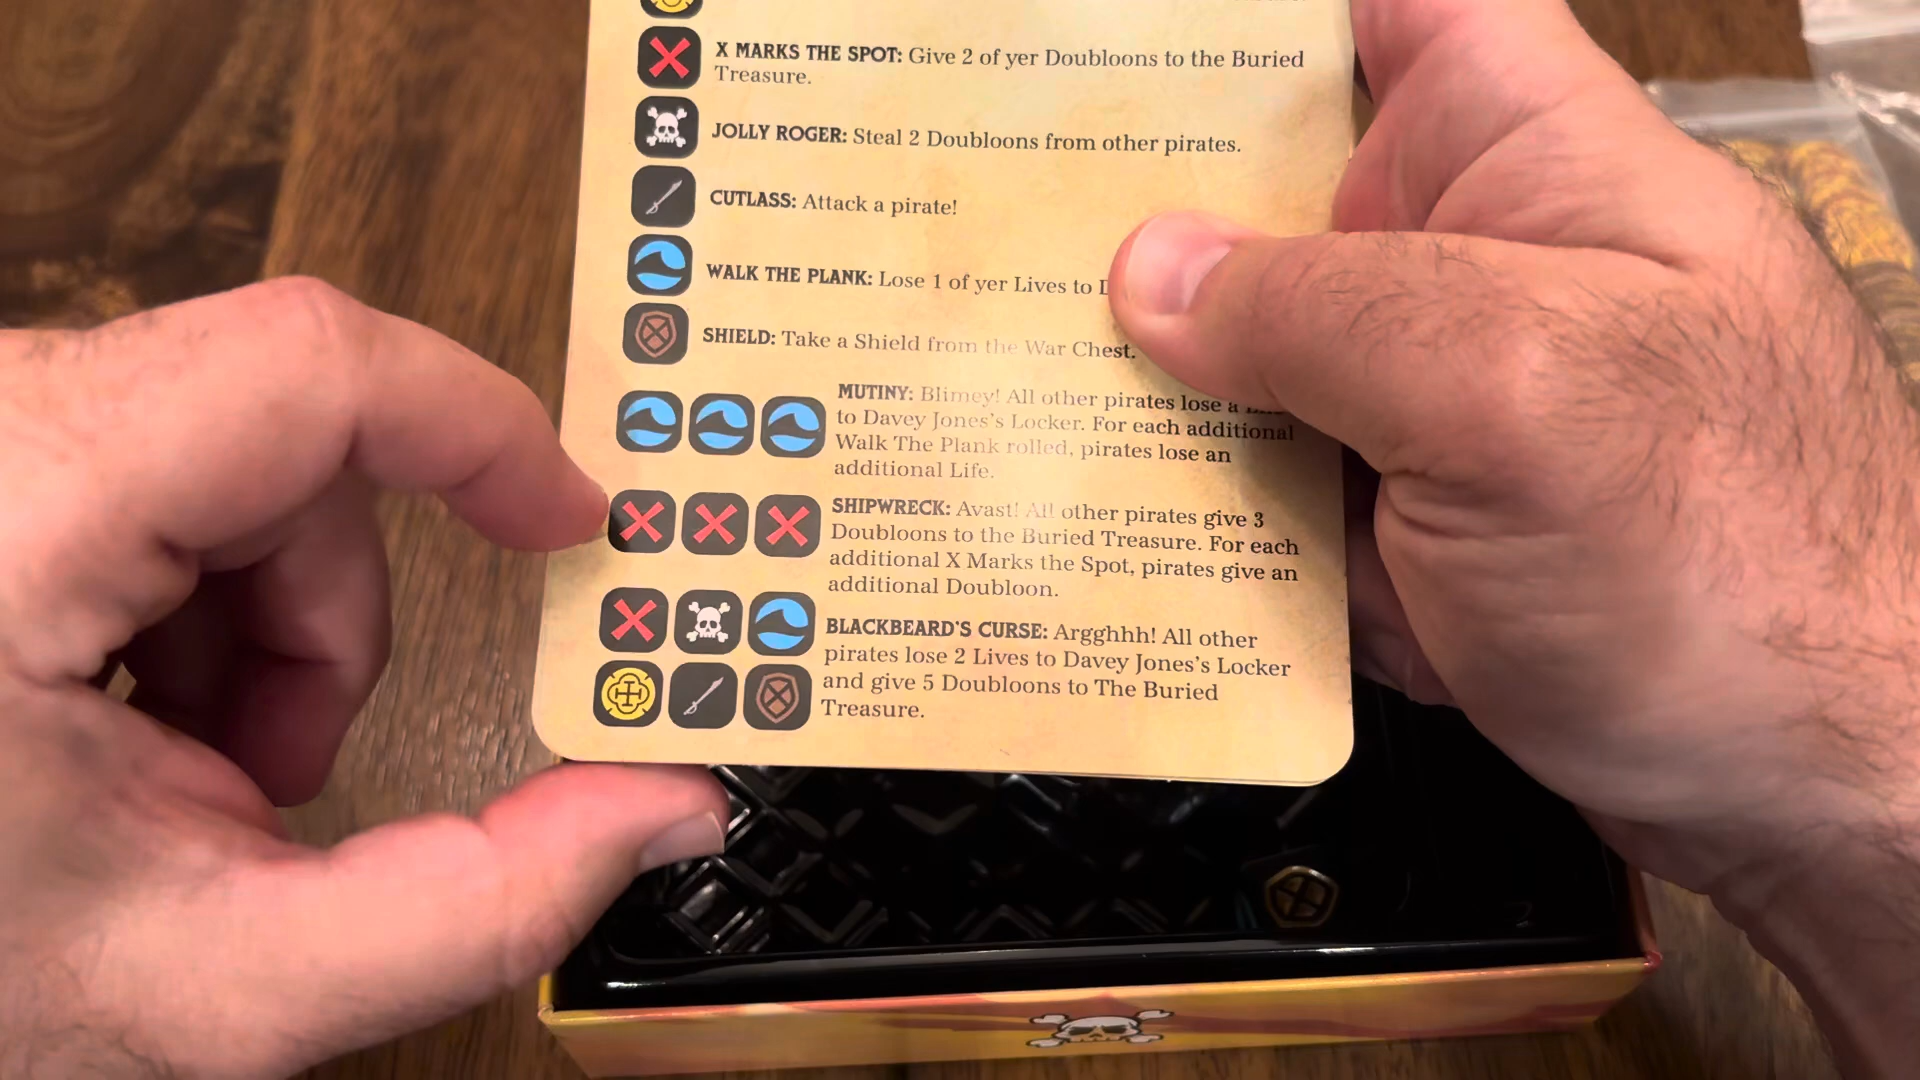 X MARKS THE SPOT: Give 2 of yer Doubloons to the Buried
Treasure.
JOLLY ROGER: Steal 2 Doubloons from other pirates.
CUTLASS: Attack a pirate!
WALK THE PLANK: Lose 1 of yer Lives to
SHIELD: Take a Shield from the War Chest.
MUTINY: Blimey! All other pirates lose a
to Davey Jones's Locker. For each additional
Walk The Plank rolled, pirates lose an
additional Life.
SHIPWRECK: Avast! All other pirates give 3
Doubloons to the Buried Treasure. For each
additional X Marks the Spot, pirates give an
additional Doubloon.
BLACKBEARD'S CURSE: Argghhh! All other
pirates lose 2 Lives to Davey Jones's Locker
and give 5 Doubloons to The Buried
Treasure.